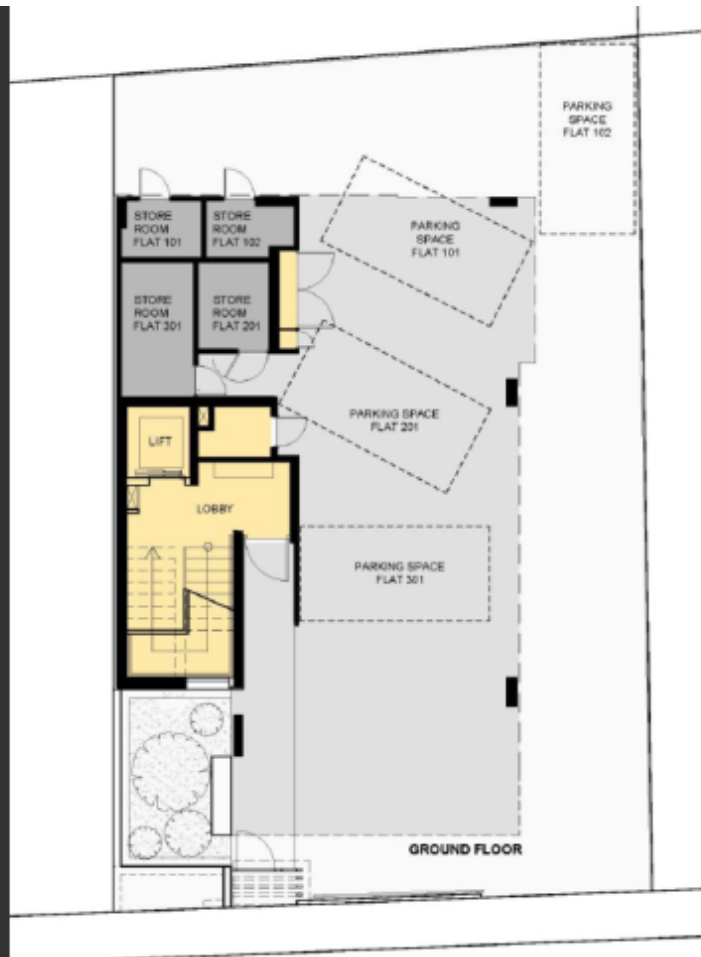 PARKING
SPACE
FLAT 102
STORE
ROOM
FLAT 101
STORE
ROOM
FLAT 102
PARKING
SPACE
FLAT 101
STORE
ROOM
FLAT 301
STORE
ROOM
FLAT 201
PARKING SPACE
FLAT 201
LIFT
LOBBY
PARKING SPACE
FLAT 301
GROUND FLOOR